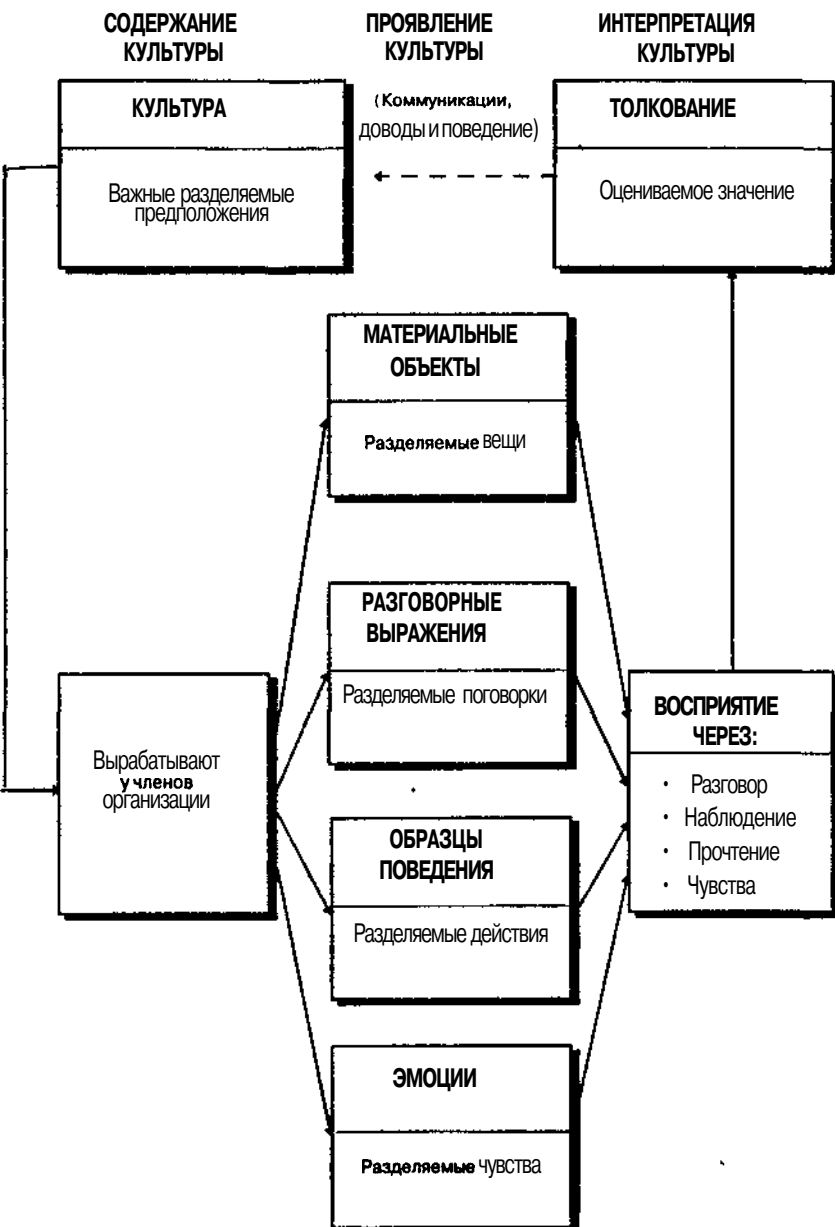 СОДЕРЖАНИЕ
КУЛЬТУРЫ
ПРОЯВЛЕНИЕ
КУЛЬТУРЫ
ИНТЕРПРЕТАЦИЯ
КУЛЬТУРЫ
КУЛЬТУРА
Важные разделяемые
предположения
(Коммуникации,
доводы и поведение)
ТОЛКОВАНИЕ
Оцениваемое значение
МАТЕРИАЛЬНЫЕ
ОБЪЕКТЫ
Разделяемые вещи
РАЗГОВОРНЫЕ
ВЫРАЖЕНИЯ
Разделяемые поговорки
Вырабатывают
у членов
организации
ОБРАЗЦЫ
ПОВЕДЕНИЯ
Разделяемые действия
ЭМОЦИИ
Разделяемые чувства
ВОСПРИЯТИЕ
ЧЕРЕЗ:
• Разговор
• Наблюдение
• Прочтение
• Чувства